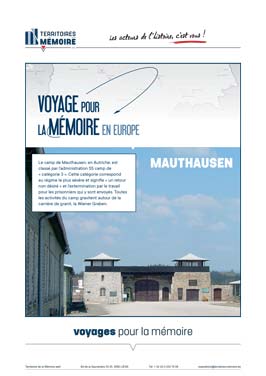 TERRITOIRES
MÉMOIRE
Les acteurs de l'histoire, c'est vous !
VOYAGE POUR
LA MÉMOIRE EN EUROPE
MAUTHAUSEN
Le camp de Mauthausen, en Autriche, est
classé par l'administration SS camp de
« catégorie 3 ». Cette catégorie correspond
au régime le plus sévère et signifie « un retour
non désiré » et l'extermination par le travail
pour les prisonniers qui y sont envoyés. Toutes
les activités du camp gravitent autour de la
carrière de granit, la Wiener Graben.
voyages pour la mémoire